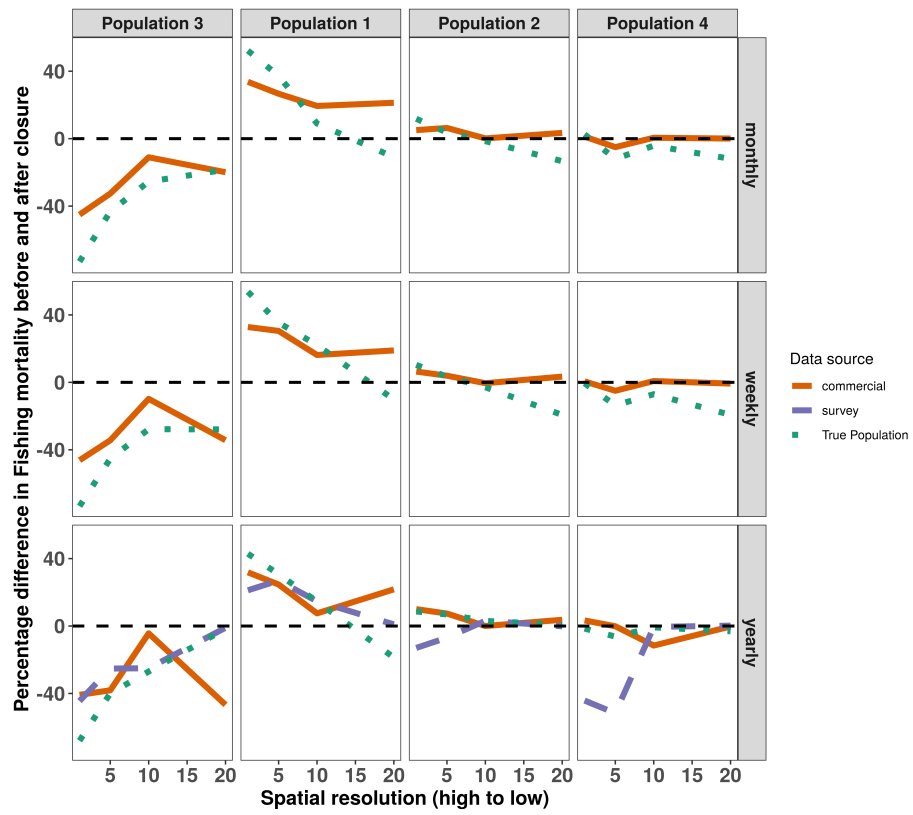 Population 3
Population 1
Population 2
Population 4
Percentage difference in Fishing mortality before and after closure
40
0
-40
monthly
40
0
-40
weekly
40
0
-40
yearly
5 10 15 20
5 10 15 20
5 10 15 20
5 10 15 20
Spatial resolution (high to low)
Data source
commercial
survey
True Population